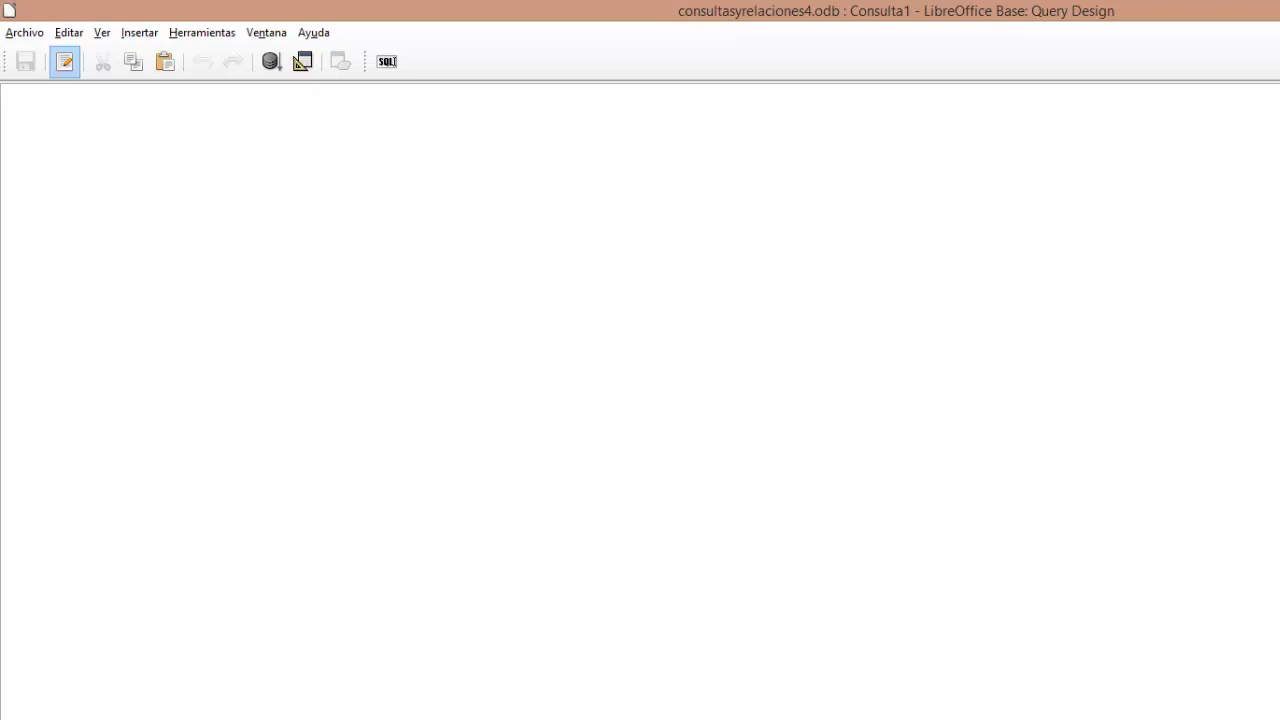 consultasyrelaciones4.odb : Consulta1 - LibreOffice Base: Query Design
Archivo Editar Ver Insertar Herramientas Ventana Ayuda
SQL